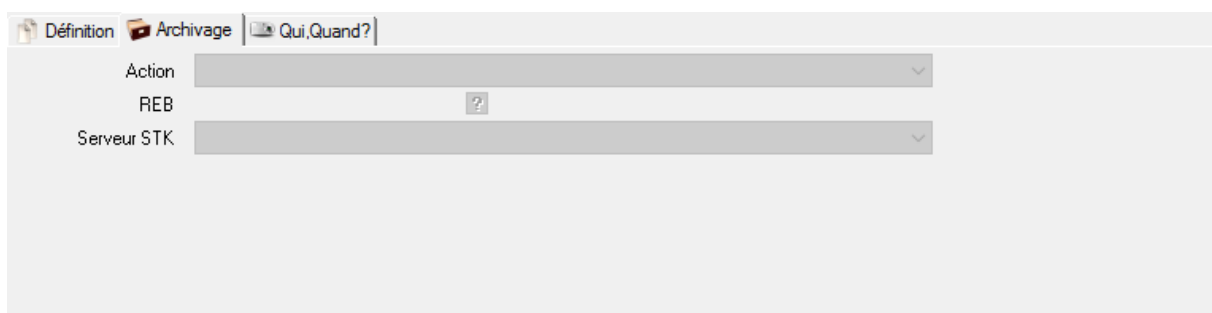 Définition Archivage Qui,Quand?
Action
REB ?
Serveur STK